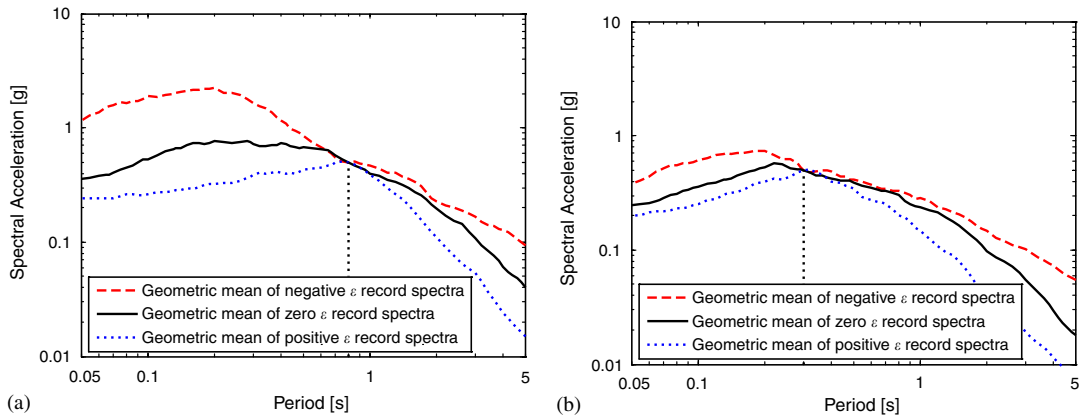 10
1
0.1
0.01
Spectral Acceleration [g]
Geometric mean of negative ε record spectra
Geometric mean of zero ε record spectra
Geometric mean of positive ε record spectra
0.05
0.1
1
5
Period [s]
(a)
10
1
0.1
0.01
Spectral Acceleration [g]
Geometric mean of negative ε record spectra
Geometric mean of zero ε record spectra
Geometric mean of positive ε record spectra
0.05
0.1
1
5
Period [s]
(b)